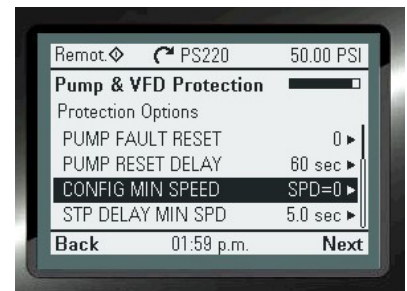 Remot. PS220 50.00 PSI
Pump & VFD Protection
Protection Options
PUMP FAULT RESET 0
PUMP RESET DELAY 60 sec
CONFIG MIN SPEED SPD=0
STP DELAY MIN SPD 5.0 sec
Back 01:59 p.m. Next